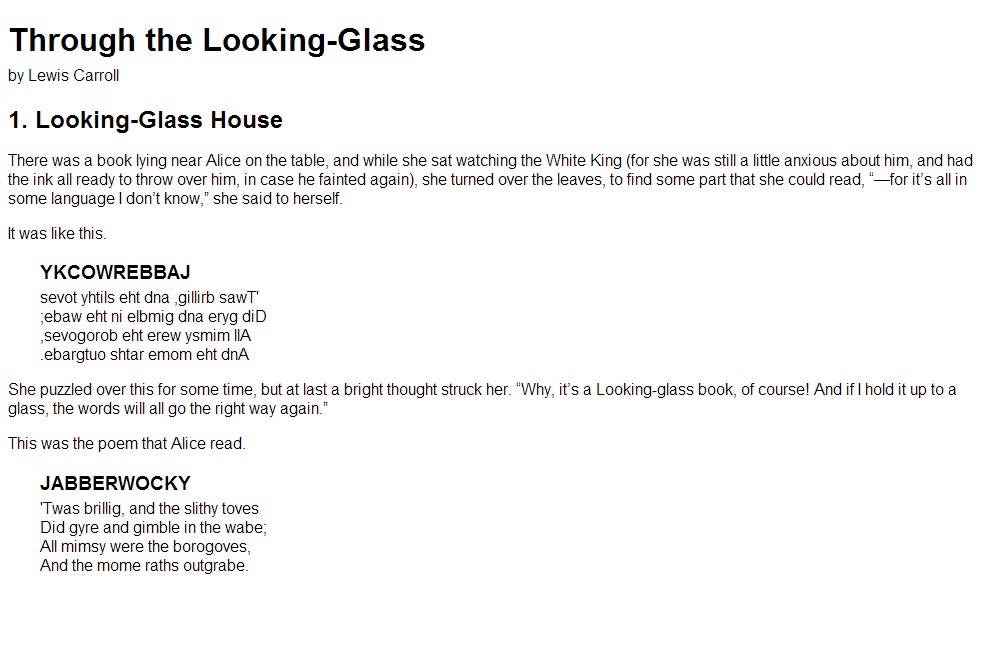 Through the Looking-Glass
by Lewis Carroll
1. Looking-Glass House
There was a book lying near Alice on the table, and while she sat watching the White King (for she was still a little anxious about him, and had
the ink all ready to throw over him, in case he fainted again), she turned over the leaves, to find some part that she could read, “—for it’s all in
some language I don’t know,” she said to herself.
It was like this.
YKCOWREBBAJ
sevot yhtils eht dna ,gillirb sawT'
;ebaw eht ni elbmig dna eryg diD
,sevogorob eht erew ysmim llA
.ebargtuo shtar emom eht dnA
She puzzled over this for some time, but at last a bright thought struck her. “Why, it’s a Looking-glass book, of course! And if I hold it up to a
glass, the words will all go the right way again.”
This was the poem that Alice read.
JABBERWOCKY
'Twas brillig, and the slithy toves
Did gyre and gimble in the wabe;
All mimsy were the borogoves,
And the mome raths outgrabe.